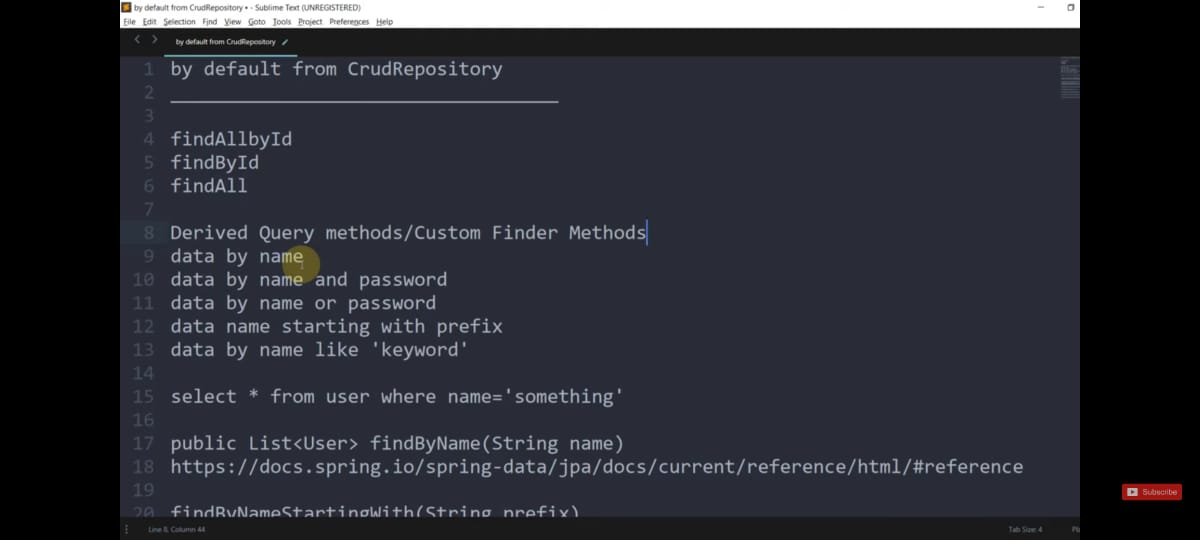 by default from CrudRepository • - Sublime Text (UNREGISTERED)
File Edit Selection Find View Goto Tools Project Preferences Help
by default from CrudRepository
1 by default from CrudRepository
2 ___________________________________
3
4 findAllbyId
5 findById
6 findAll
7
8 Derived Query methods/Custom Finder Methods
9 data by name
10 data by name and password
11 data by name or password
12 data name starting with prefix
13 data by name like 'keyword'
14
15 select * from user where name='something'
16
17 public List<User> findByName(String name)
18 https://docs.spring.io/spring-data/jpa/docs/current/reference/html/#reference
19
20 findByNameStartingWith(String prefix)
Subscribe
Line 8, Column 44
Tab Size: 4